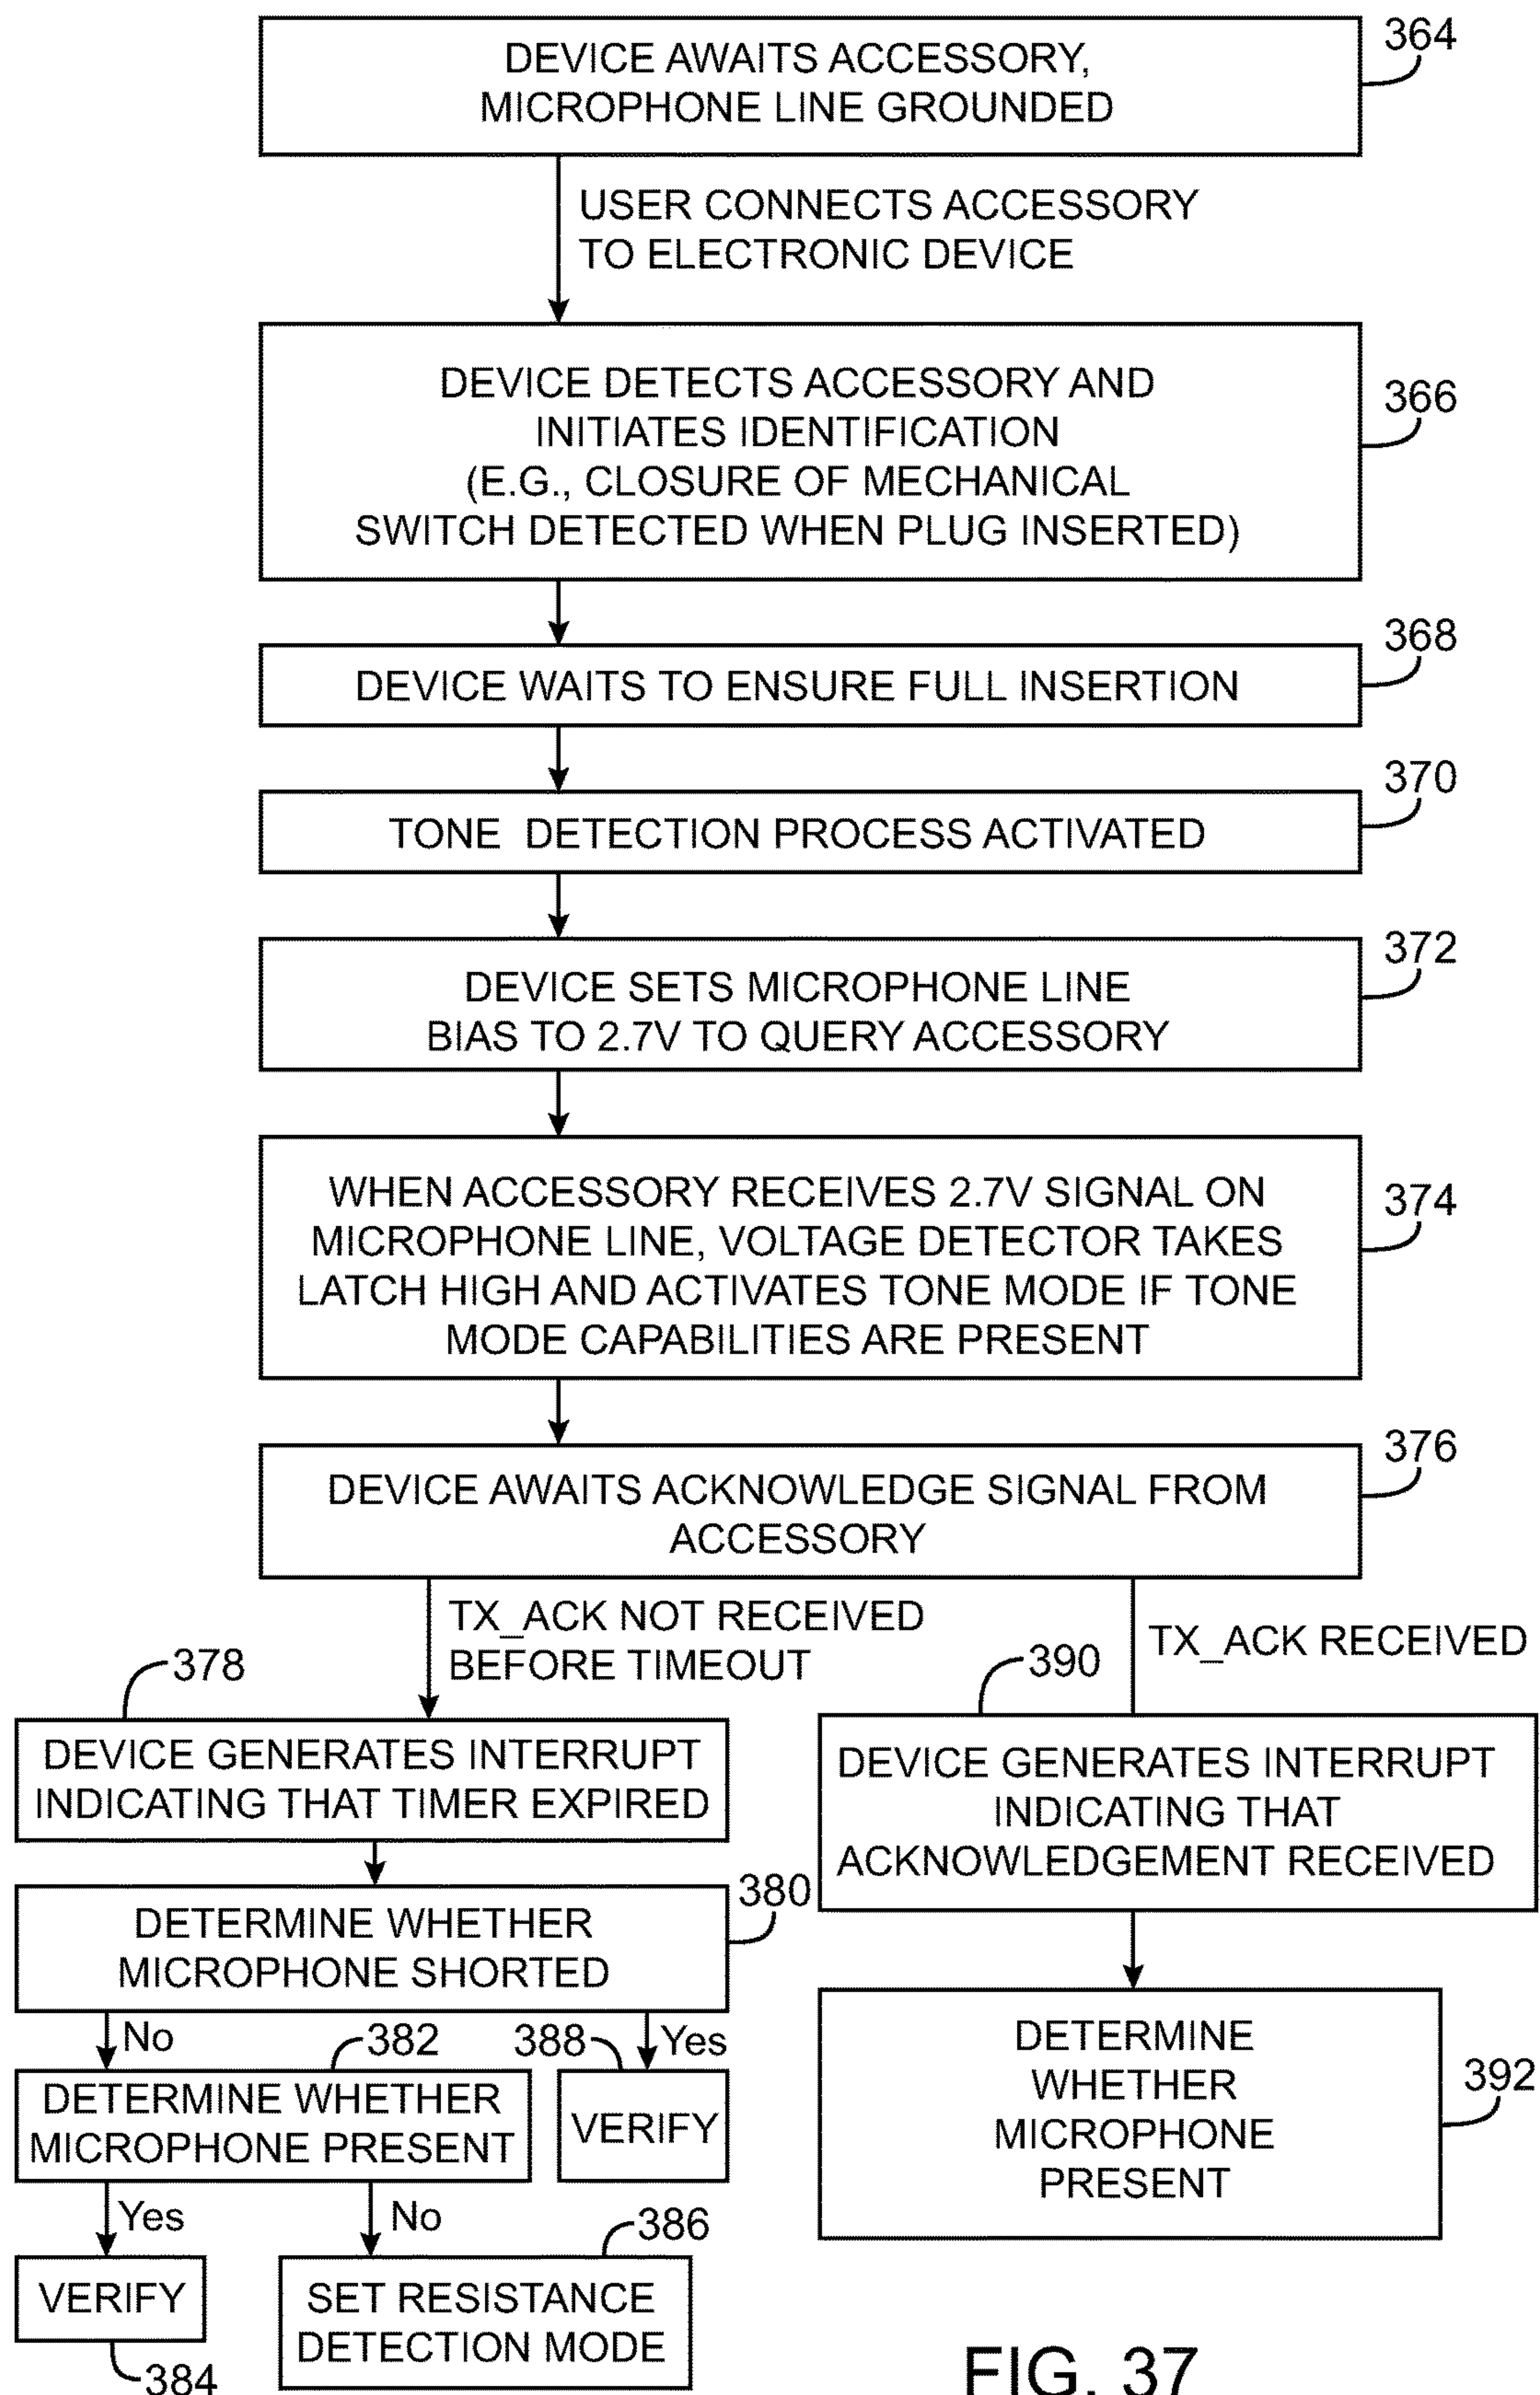 364
DEVICE AWAITS ACCESSORY,
MICROPHONE LINE GROUNDED
USER CONNECTS ACCESSORY
TO ELECTRONIC DEVICE
366
DEVICE DETECTS ACCESSORY AND
INITIATES IDENTIFICATION
(E.G., CLOSURE OF MECHANICAL
SWITCH DETECTED WHEN PLUG INSERTED)
368
DEVICE WAITS TO ENSURE FULL INSERTION
370
TONE DETECTION PROCESS ACTIVATED
372
DEVICE SETS MICROPHONE LINE
BIAS TO 2.7V TO QUERY ACCESSORY
374
WHEN ACCESSORY RECEIVES 2.7V SIGNAL ON
MICROPHONE LINE, VOLTAGE DETECTOR TAKES
LATCH HIGH AND ACTIVATES TONE MODE IF TONE
MODE CAPABILITIES ARE PRESENT
376
DEVICE AWAITS ACKNOWLEDGE SIGNAL FROM
ACCESSORY
TX_ACK NOT RECEIVED
BEFORE TIMEOUT
378
DEVICE GENERATES INTERRUPT
INDICATING THAT TIMER EXPIRED
380
DETERMINE WHETHER
MICROPHONE SHORTED
No
382
388
Yes
DETERMINE WHETHER
MICROPHONE PRESENT
VERIFY
Yes
No
386
VERIFY
384
SET RESISTANCE
DETECTION MODE
TX_ACK RECEIVED
390
DEVICE GENERATES INTERRUPT
INDICATING THAT
ACKNOWLEDGEMENT RECEIVED
DETERMINE
WHETHER
MICROPHONE
PRESENT
392
FIG. 37